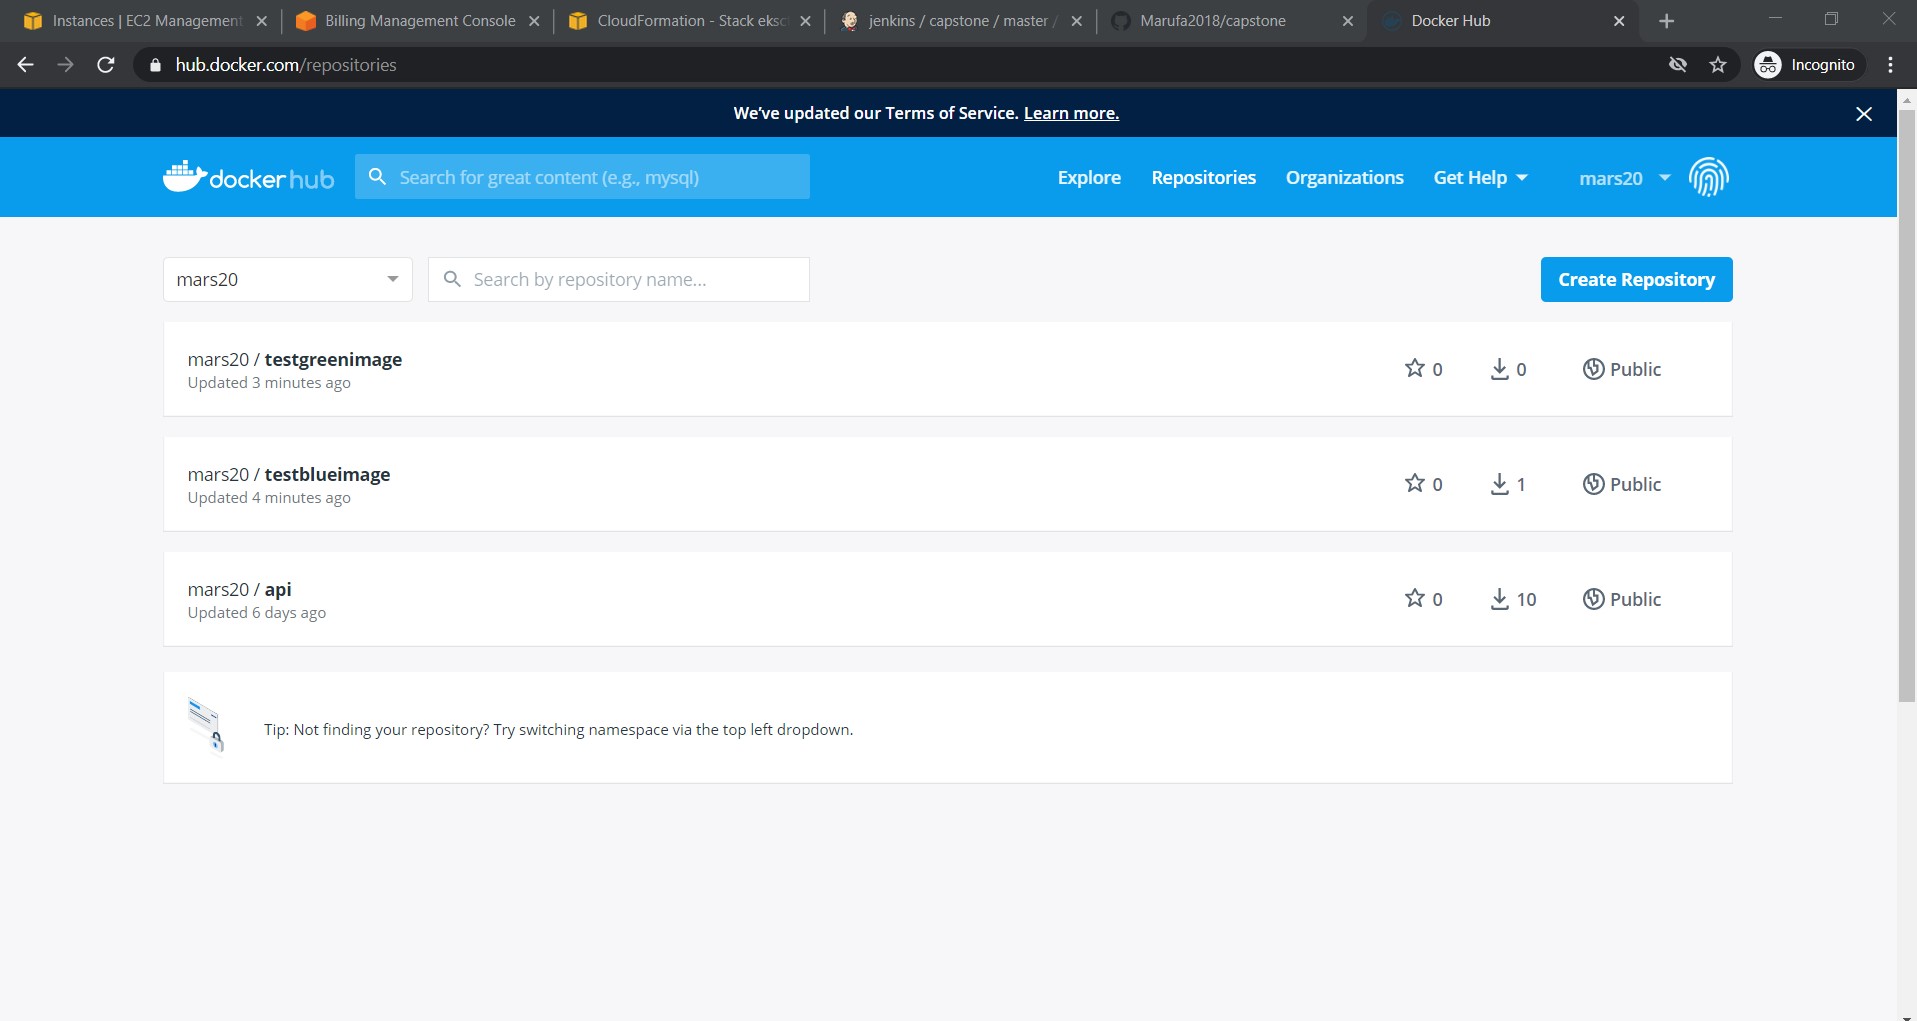 Instances | EC2 Management
Billing Management Console
CloudFormation - Stack eksc
jenkins / capstone / master /
Marufa2018/capstone
Docker Hub
hub.docker.com/repositories
Incognito
We've updated our Terms of Service. Learn more.
docker hub
Search for great content (e.g., mysql)
Explore
Repositories
Organizations
Get Help
mars20
mars20
Search by repository name...
Create Repository
mars20 / testgreenimage
Updated 3 minutes ago
0
0
Public
mars20 / testblueimage
Updated 4 minutes ago
0
1
Public
mars20 / api
Updated 6 days ago
0
10
Public
Tip: Not finding your repository? Try switching namespace via the top left dropdown.